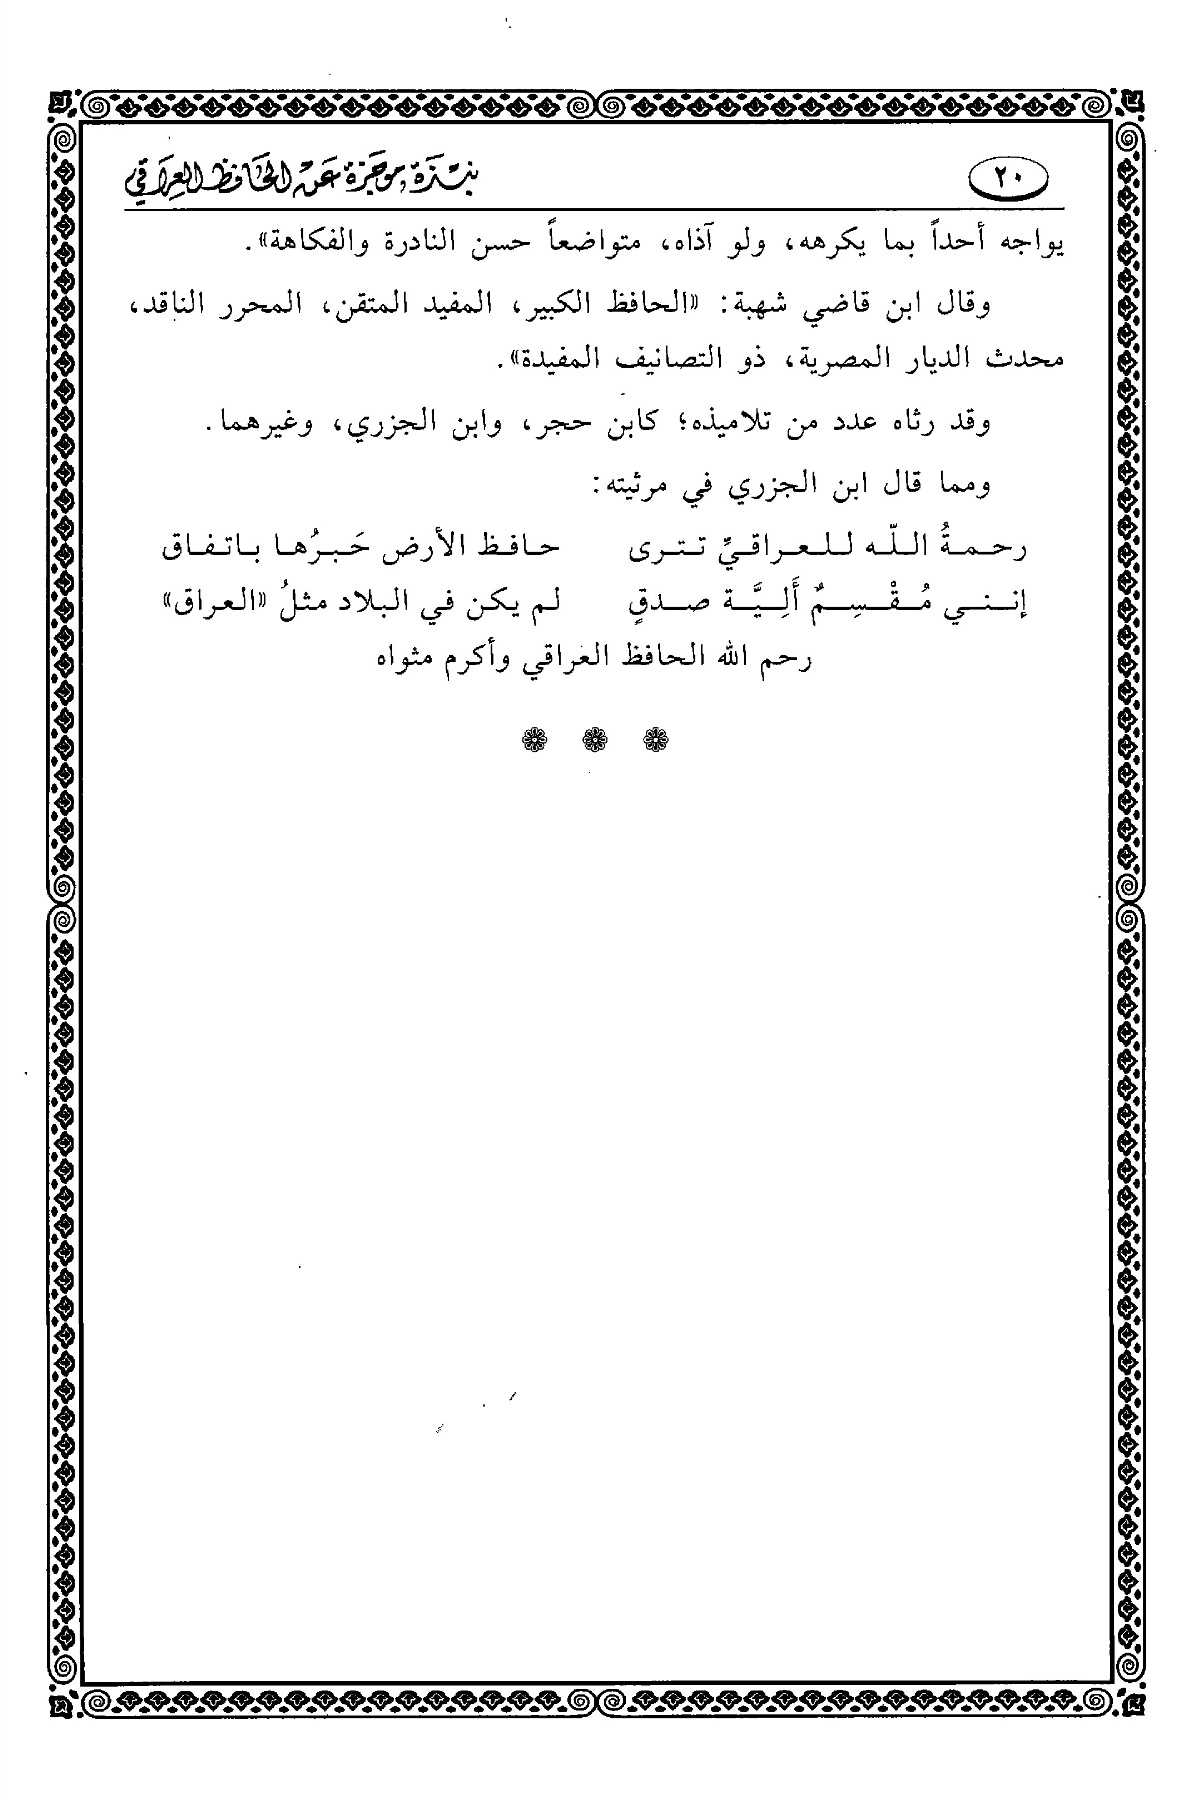 ٢٠ نبذة موجزة عن الحافظ العراقي
يواجه أحداً بما يكرهه، ولو آذاه، متواضعاً حسن النادرة والفكاهة».
وقال ابن قاضي شهبة: «الحافظ الكبير، المفيد المتقن، المحرر الناقد،
محدث الديار المصرية، ذو التصانيف المفيدة».
وقد رثاه عدد من تلاميذه؛ كابن حجر، وابن الجزري، وغيرهما.
ومما قال ابن الجزري في مرثيته:
رحمةُ اللّه للعراقيِّ تترى حافظ الأرض حَبرُها باتفاق
إنني مُقْسِمٌ أَلِيَّة صدقٍ لم يكن في البلاد مثلُ «العراق»
رحم الله الحافظ العراقي وأكرم مثواه